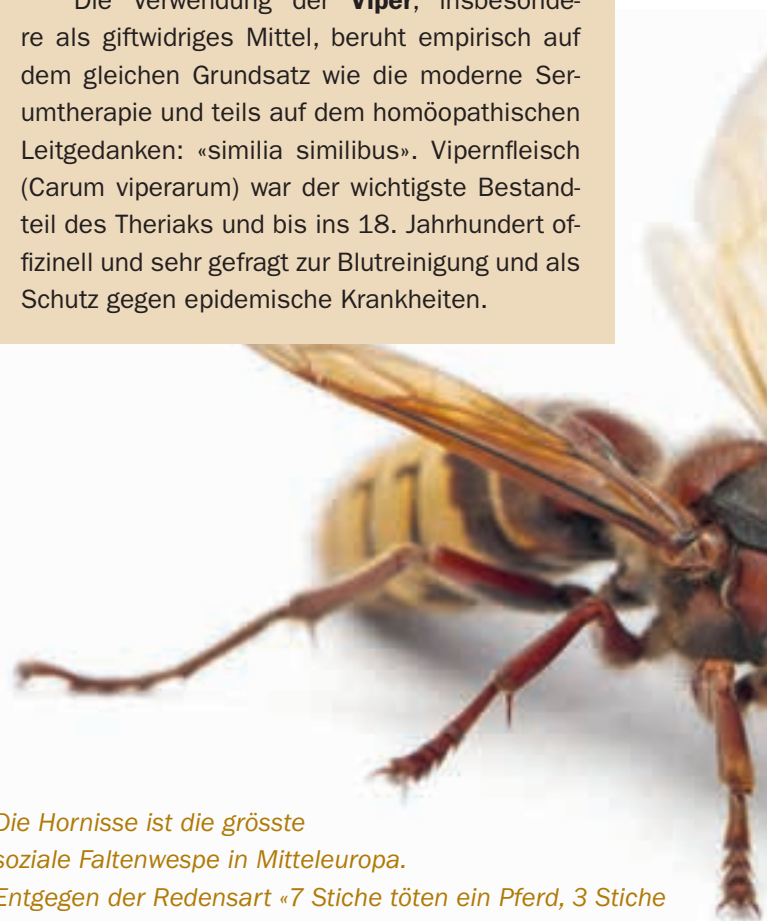 Die Verwendung der Viper, insbesonde-
re als giftwidriges Mittel, beruht empirisch auf
dem gleichen Grundsatz wie die moderne Ser-
umtherapie und teils auf dem homöopathischen
Leitgedanken: «similia similibus». Vipernfleisch
(Carum viperarum) war der wichtigste Bestand-
teil des Theriaks und bis ins 18. Jahrhundert of-
fizinell und sehr gefragt zur Blutreinigung und als
Schutz gegen epidemische Krankheiten.
Die Hornisse ist die grösste
soziale Faltenwespe in Mitteleuropa.
Entgegen der Redensart «7 Stiche töten ein Pferd, 3 Stiche